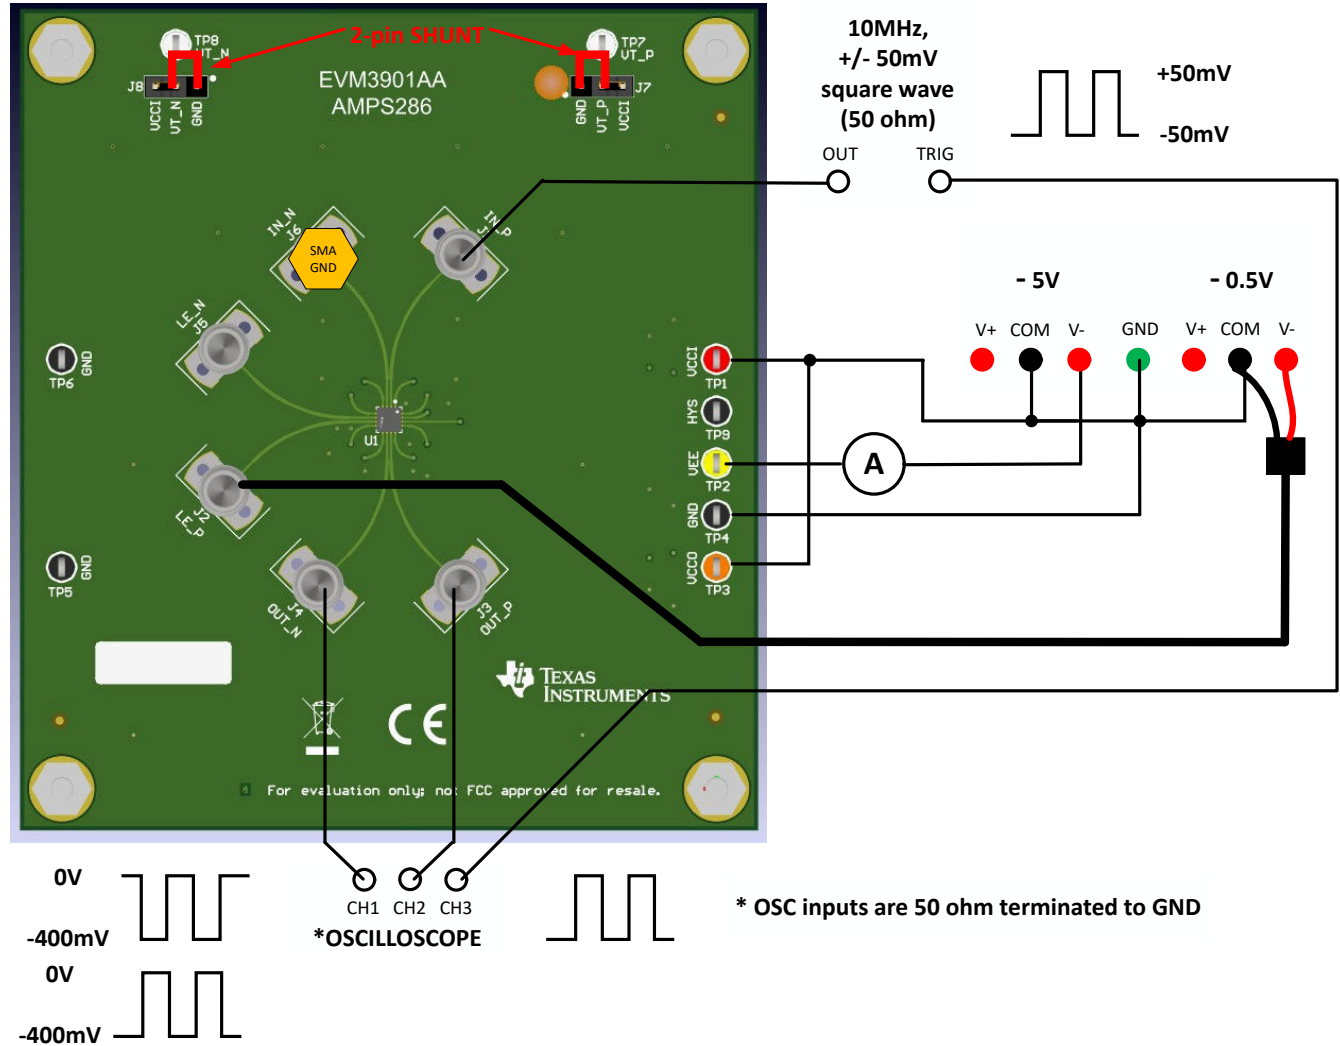 TP8
VT_N
2-pin SHUNT
TP7
VT_P
J8
VCCI
VT_N
GND
EVM3901AA
AMPS286
J7
GND
VT_P
VCCI
10MHz,
+/- 50mV
square wave
(50 ohm)
+50mV
-50mV
OUT
TRIG
IN_N
J6
SMA
GND
IN_P
LE_N
J5
- 5V
- 0.5V
V+
COM
V-
GND
V+
COM
V-
TP6
GND
VCCI
TP1
HYS
TP9
U1
VEE
TP2
A
J2
LE_P
GND
TP4
TP5
GND
VCCO
TP3
J4
OUT_N
J3
OUT_P
TEXAS
INSTRUMENTS
CE
For evaluation only; not FCC approved for resale.
0V
-400mV
0V
-400mV
CH1
CH2
CH3
*OSCILLOSCOPE
* OSC inputs are 50 ohm terminated to GND